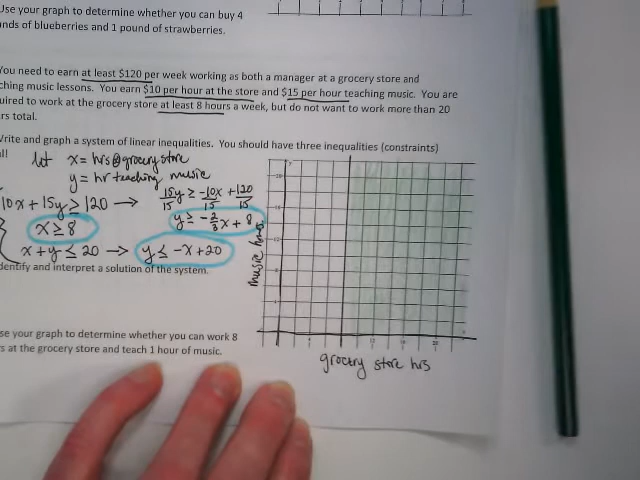 Use your graph to determine whether you can buy 4
nds of blueberries and 1 pound of strawberries.
You need to earn at least $120 per week working as both a manager at a grocery store and
ching music lessons. You earn $10 per hour at the store and $15 per hour teaching music. You are
uired to work at the grocery store at least 8 hours a week, but do not want to work more than 20
rs total.
Write and graph a system of linear inequalities. You should have three inequalities (constraints)
al!
let x = hrs @ grocery store
y = hr teaching music
10x + 15y ≥ 120 → 15y/15 ≥ -10x/15 + 120/15
y ≥ -2/3x + 8
x ≥ 8
x + y ≤ 20 → y ≤ -x + 20
dentify and interpret a solution of the system.
music hrs
se your graph to determine whether you can work 8
s at the grocery store and teach 1 hour of music.
grocery store hrs